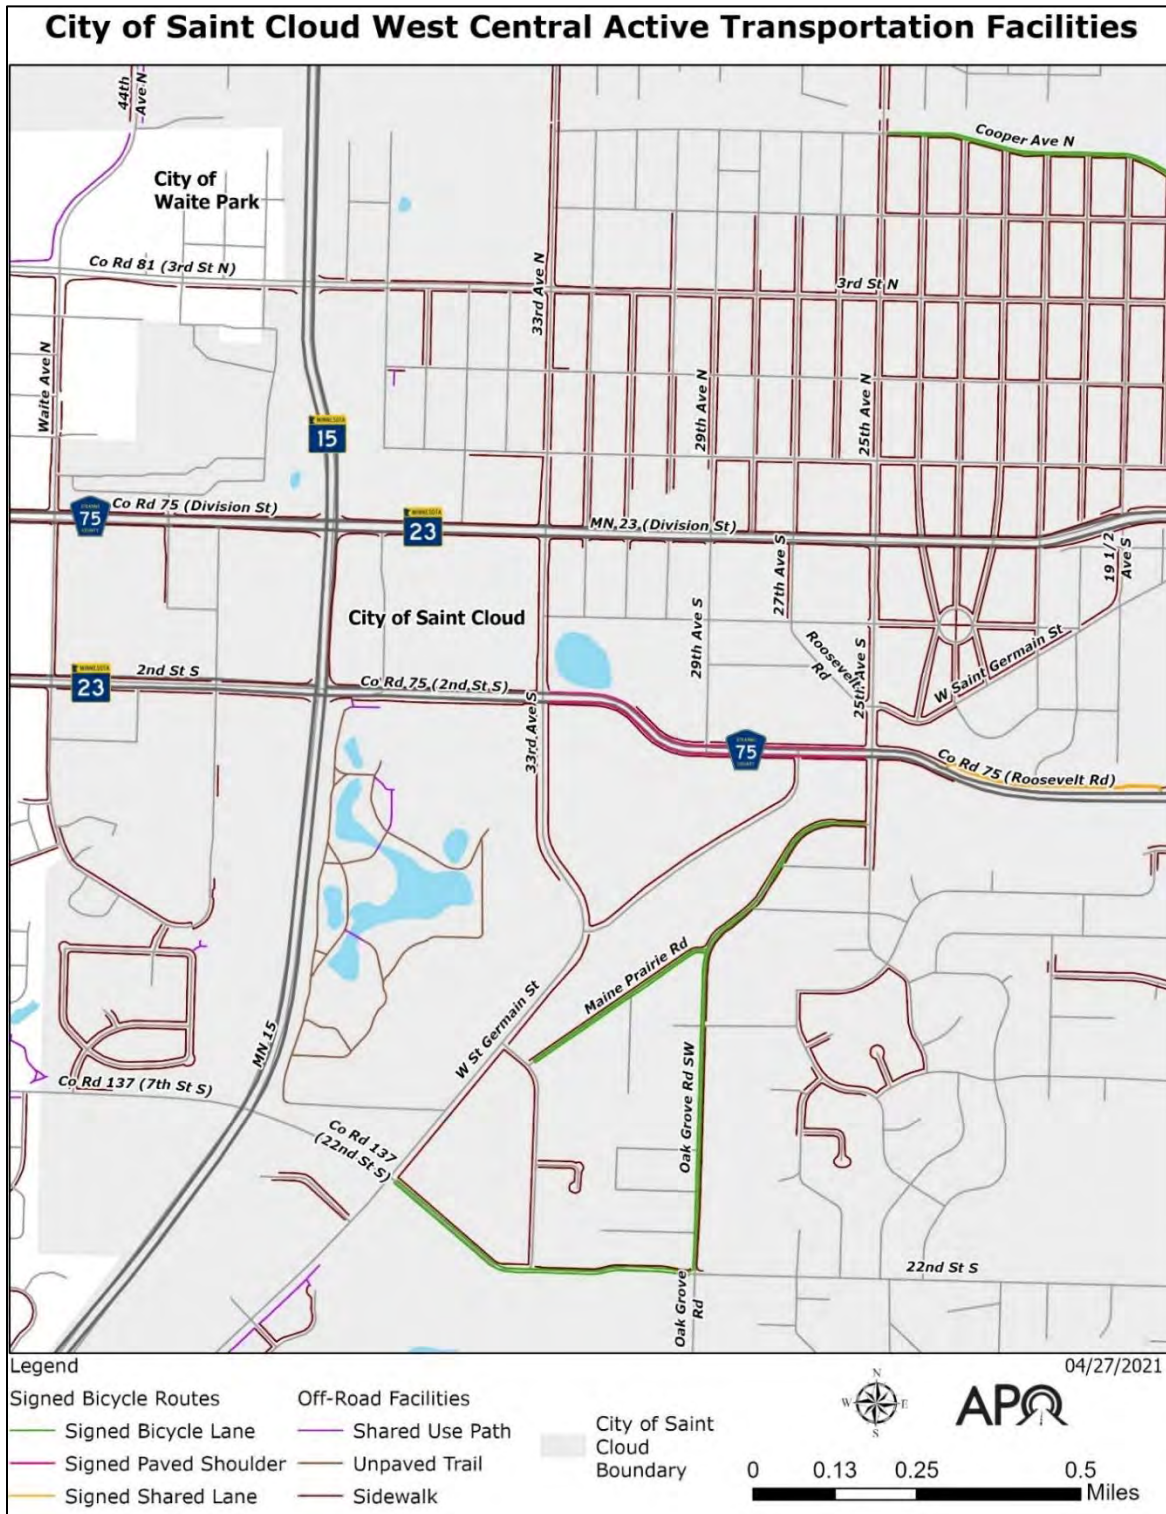 City of Saint Cloud West Central Active Transportation Facilities
44th
Ave N
Cooper Ave N
City of
Waite Park
Co Rd 81 (3rd St N)
3rd St N
33rd Ave N
Waite Ave N
29th Ave N
25th Ave N
MINNESOTA
15
Co Rd 75 (Division St)
75
MINNESOTA
23
MN 23 (Division St)
19 1/2
Ave S
27th Ave S
City of Saint Cloud
29th Ave S
Roosevelt
Rd
25th Ave S
W Saint Germain St
MINNESOTA
23
2nd St S
Co Rd 75 (2nd St S)
33rd Ave S
75
Co Rd 75 (Roosevelt Rd)
Maine Prairie Rd
W St Germain St
MN 15
Oak Grove Rd SW
Co Rd 137 (7th St S)
Co Rd 137
(22nd St S)
22nd St S
Oak Grove
Rd
Legend
04/27/2021
Signed Bicycle Routes
Signed Bicycle Lane
Signed Paved Shoulder
Signed Shared Lane
Off-Road Facilities
Shared Use Path
Unpaved Trail
Sidewalk
City of Saint
Cloud
Boundary
N
W E
S
APO
0 0.13 0.25 0.5
Miles